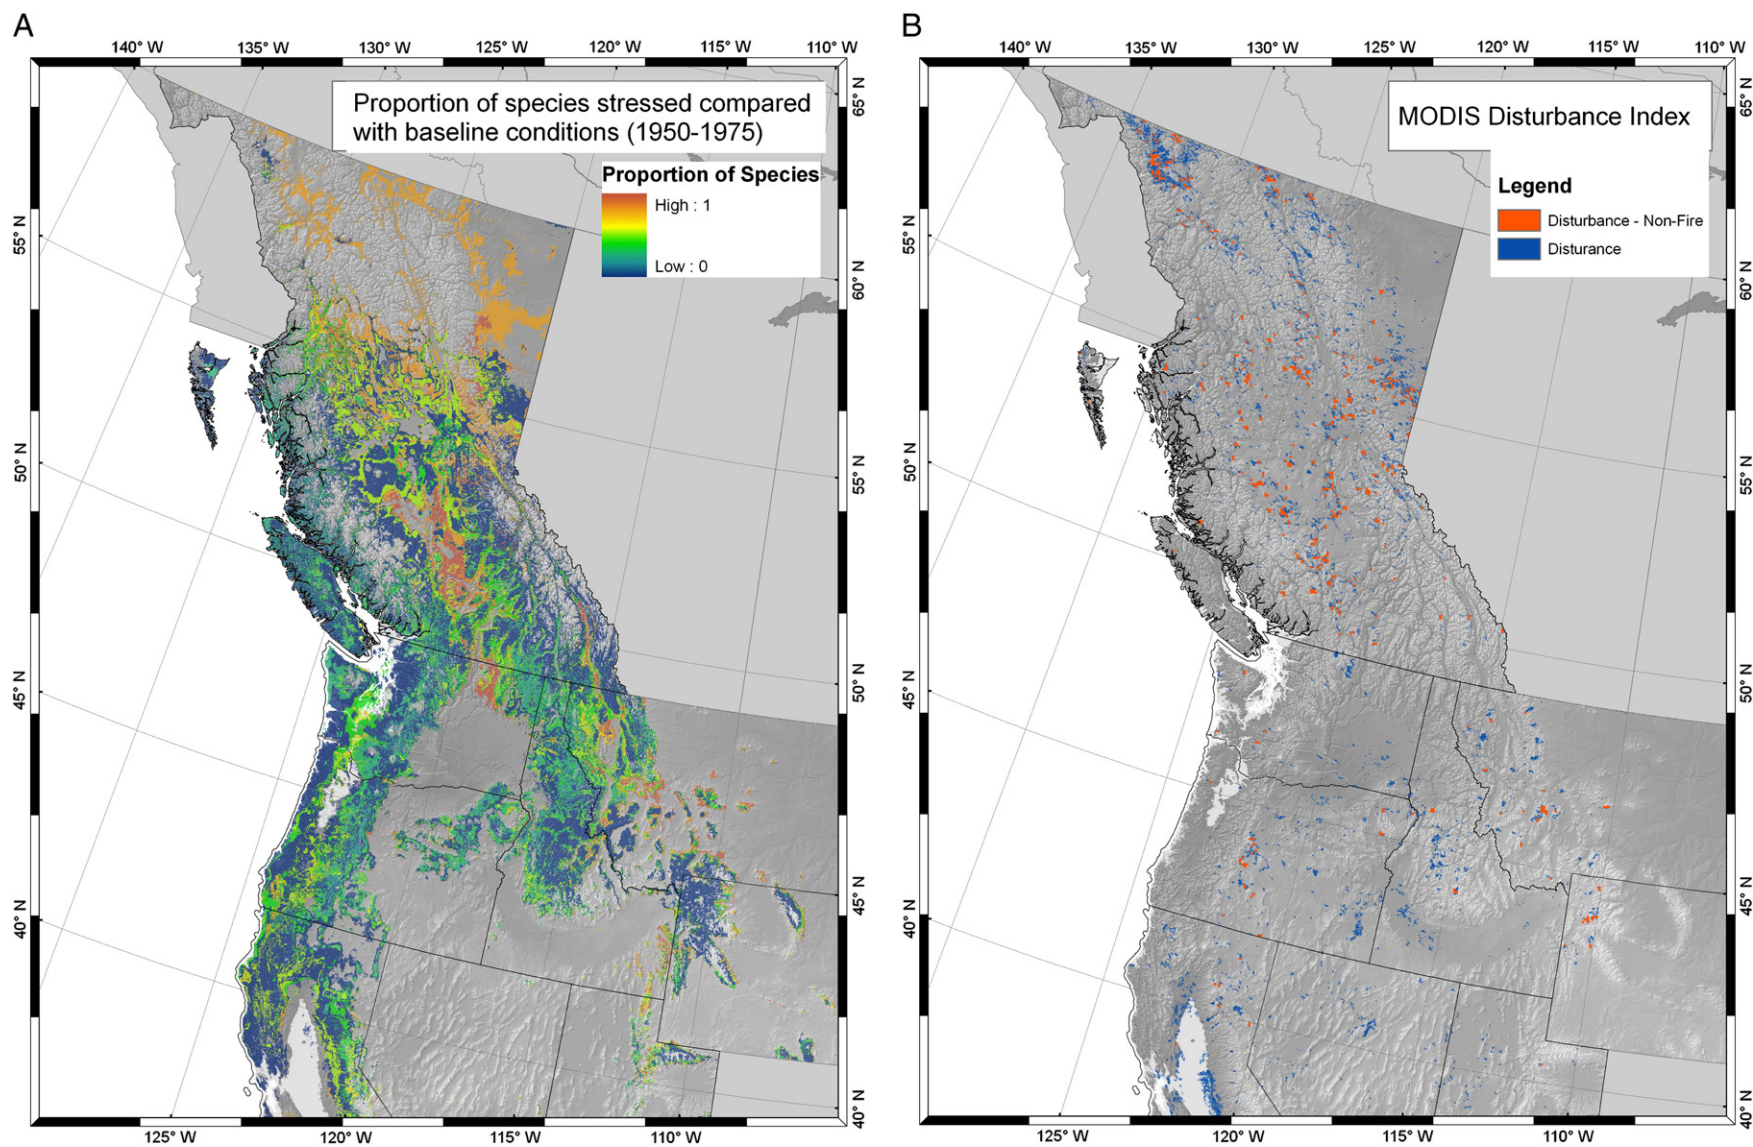 A
B
140° W 135° W 130° W 125° W 120° W 115° W 110° W
140° W 135° W 130° W 125° W 120° W 115° W 110° W
Proportion of species stressed compared
with baseline conditions (1950-1975)
Proportion of Species
High : 1
Low : 0
65° N
60° N
55° N
50° N
45° N
40° N
55° N
50° N
45° N
40° N
125° W 120° W 115° W 110° W
MODIS Disturbance Index
Legend
Disturbance - Non-Fire
Disturance
65° N
60° N
55° N
50° N
45° N
40° N
55° N
50° N
45° N
40° N
125° W 120° W 115° W 110° W